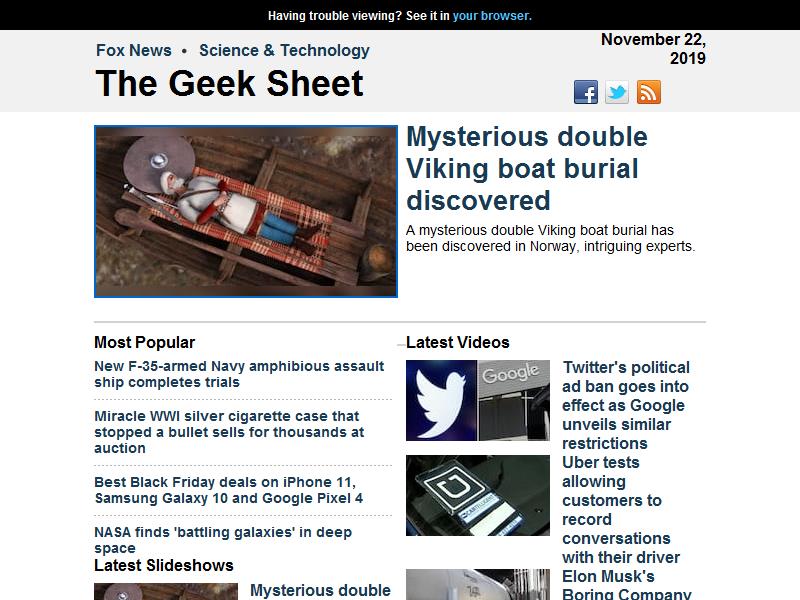 Having trouble viewing? See it in your browser.
Fox News • Science & Technology
The Geek Sheet
November 22,
2019
Mysterious double
Viking boat burial
discovered
A mysterious double Viking boat burial has
been discovered in Norway, intriguing experts.
Most Popular
New F-35-armed Navy amphibious assault
ship completes trials
Miracle WWI silver cigarette case that
stopped a bullet sells for thousands at
auction
Best Black Friday deals on iPhone 11,
Samsung Galaxy 10 and Google Pixel 4
NASA finds 'battling galaxies' in deep
space
Latest Slideshows
Mysterious double
Latest Videos
Google
Twitter's political
ad ban goes into
effect as Google
unveils similar
restrictions
Uber tests
allowing
customers to
record
conversations
with their driver
Elon Musk's
Boring Company